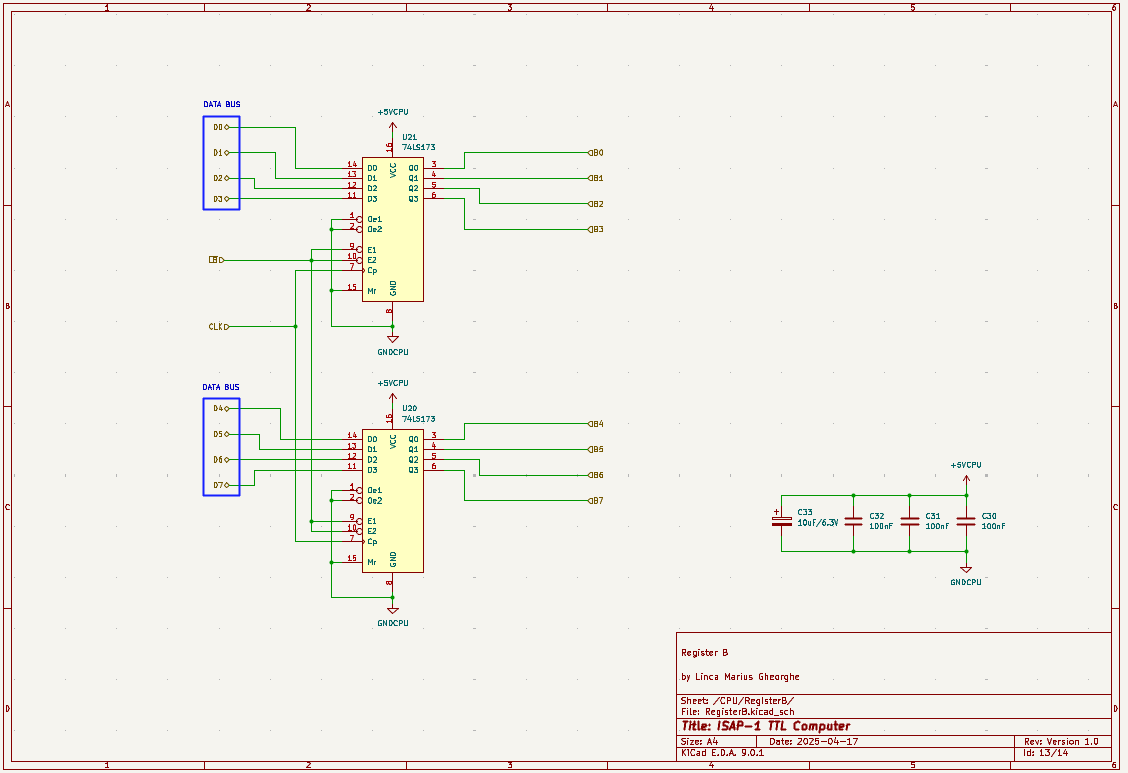 1 2 3 4 5 6
A A
DATA BUS
+5VCPU
D0
U21
74LS173
D1
D2
D3
16
VCC
14 D0 Q0 3
13 D1 Q1 4
12 D2 Q2 5
11 D3 Q3 6
B0
B1
B2
B3
1 Oe1
2 Oe2
9 E1
10 E2
7 Cp
15 Mr
GND
8
LB
B B
CLK
GNDCPU
DATA BUS
+5VCPU
D4
U20
74LS173
D5
D6
D7
16
VCC
14 D0 Q0 3
13 D1 Q1 4
12 D2 Q2 5
11 D3 Q3 6
B4
B5
B6
B7
1 Oe1
2 Oe2
9 E1
10 E2
7 Cp
15 Mr
GND
8
GNDCPU
C C
+5VCPU
+
C33
10uF/6.3V
C32
100nF
C31
100nF
C30
100nF
GNDCPU
D D
Register B
by Linca Marius Gheorghe
Sheet: /CPU/RegisterB/
File: RegisterB.kicad_sch
Title: ISAP-1 TTL Computer
Size: A4 Date: 2025-04-17 Rev: Version 1.0
KiCad E.D.A. 9.0.1 Id: 13/14
1 2 3 4 5 6